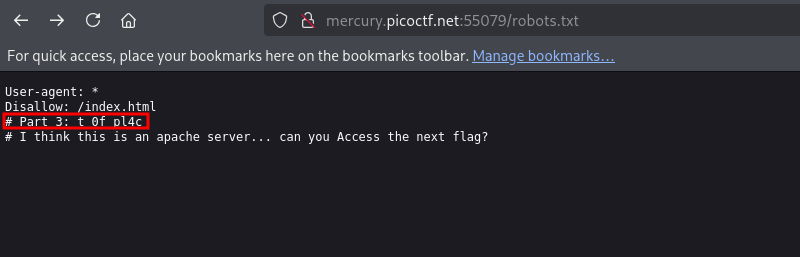 mercury.picoctf.net:55079/robots.txt
For quick access, place your bookmarks here on the bookmarks toolbar. Manage bookmarks...
User-agent: *
Disallow: /index.html
# Part 3: t_0f_pl4c
# I think this is an apache server... can you Access the next flag?